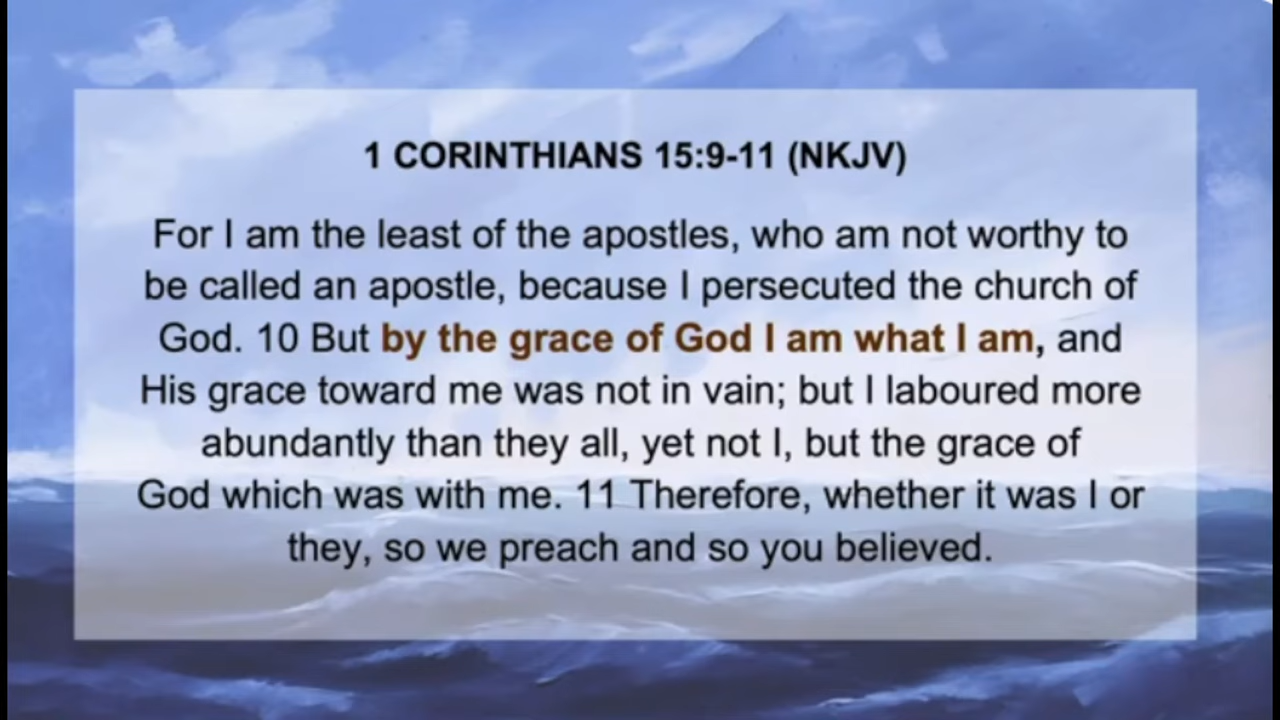 1 CORINTHIANS 15:9-11 (NKJV)
For I am the least of the apostles, who am not worthy to
be called an apostle, because I persecuted the church of
God. 10 But by the grace of God I am what I am, and
His grace toward me was not in vain; but I laboured more
abundantly than they all, yet not I, but the grace of
God which was with me. 11 Therefore, whether it was I or
they, so we preach and so you believed.